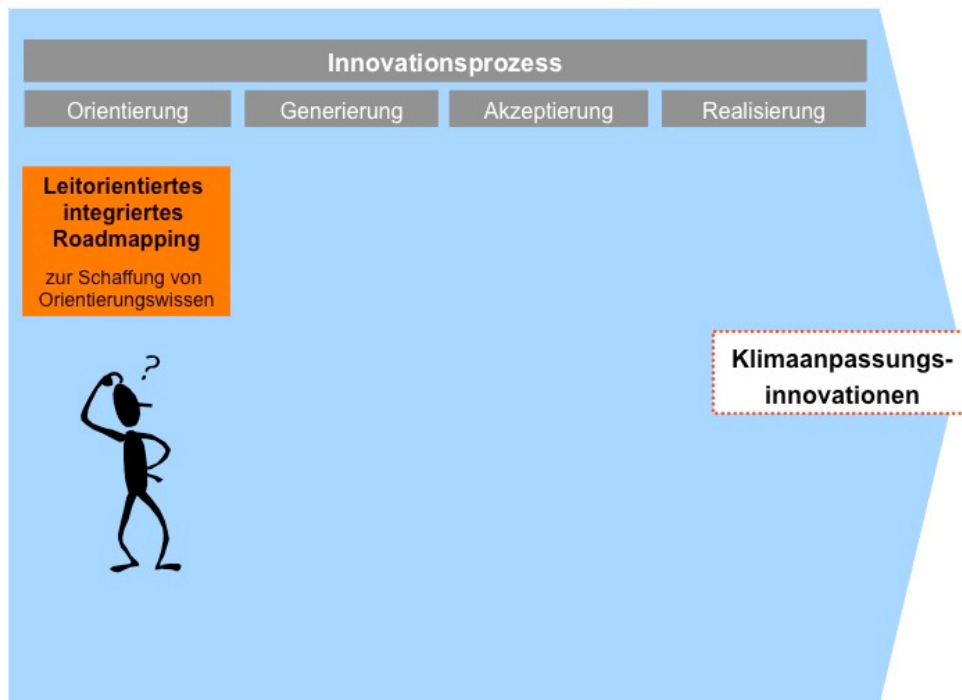 Innovationsprozess
Orientierung
Generierung
Akzeptierung
Realisierung
Leitorientiertes
integriertes
Roadmapping
zur Schaffung von
Orientierungswissen
?
Klimaanpassungs-
innovationen